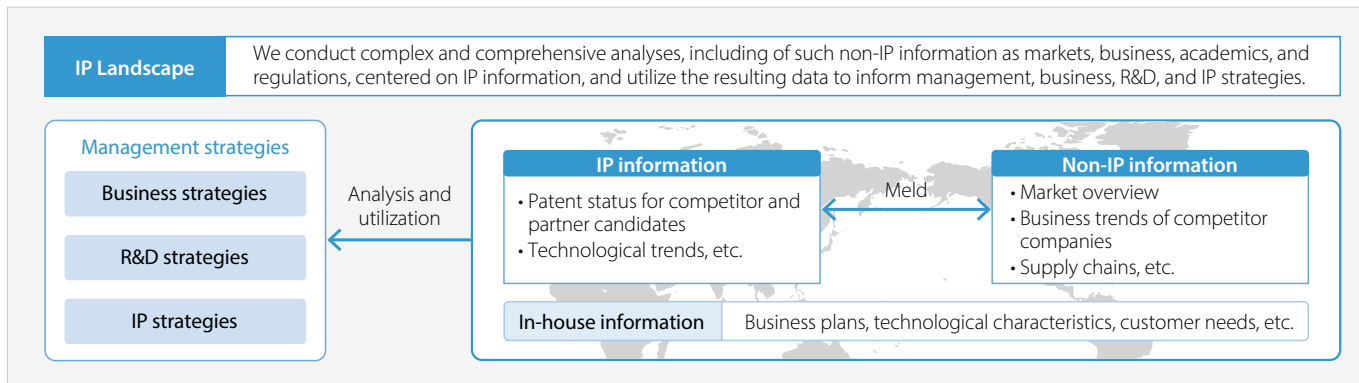 IP Landscape
We conduct complex and comprehensive analyses, including of such non-IP information as markets, business, academics, and
regulations, centered on IP information, and utilize the resulting data to inform management, business, R&D, and IP strategies.
Management strategies
Business strategies
R&D strategies
IP strategies
Analysis and
utilization
IP information
• Patent status for competitor and
partner candidates
• Technological trends, etc.
Meld
Non-IP information
• Market overview
• Business trends of competitor
companies
• Supply chains, etc.
In-house information
Business plans, technological characteristics, customer needs, etc.